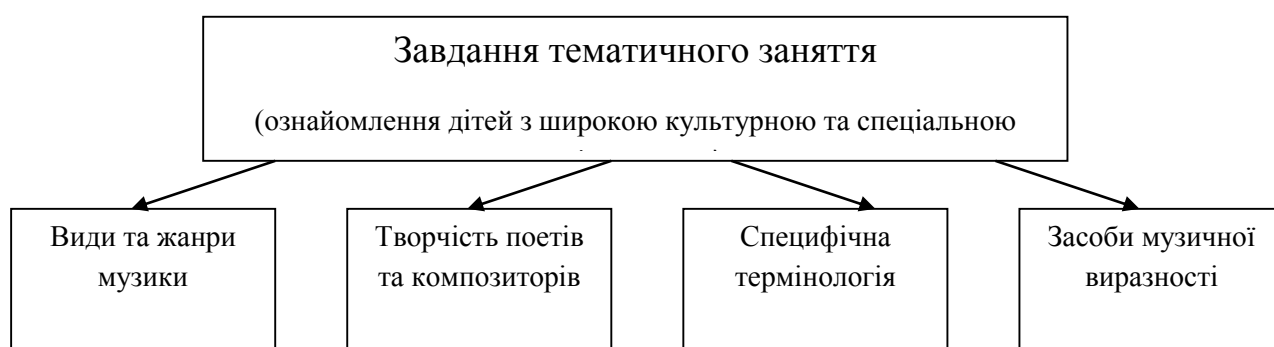 Завдання тематичного заняття
(ознайомлення дітей з широкою культурною та спеціальною
Види та жанри
музики
Творчість поетів
та композиторів
Специфічна
термінологія
Засоби музичної
виразності